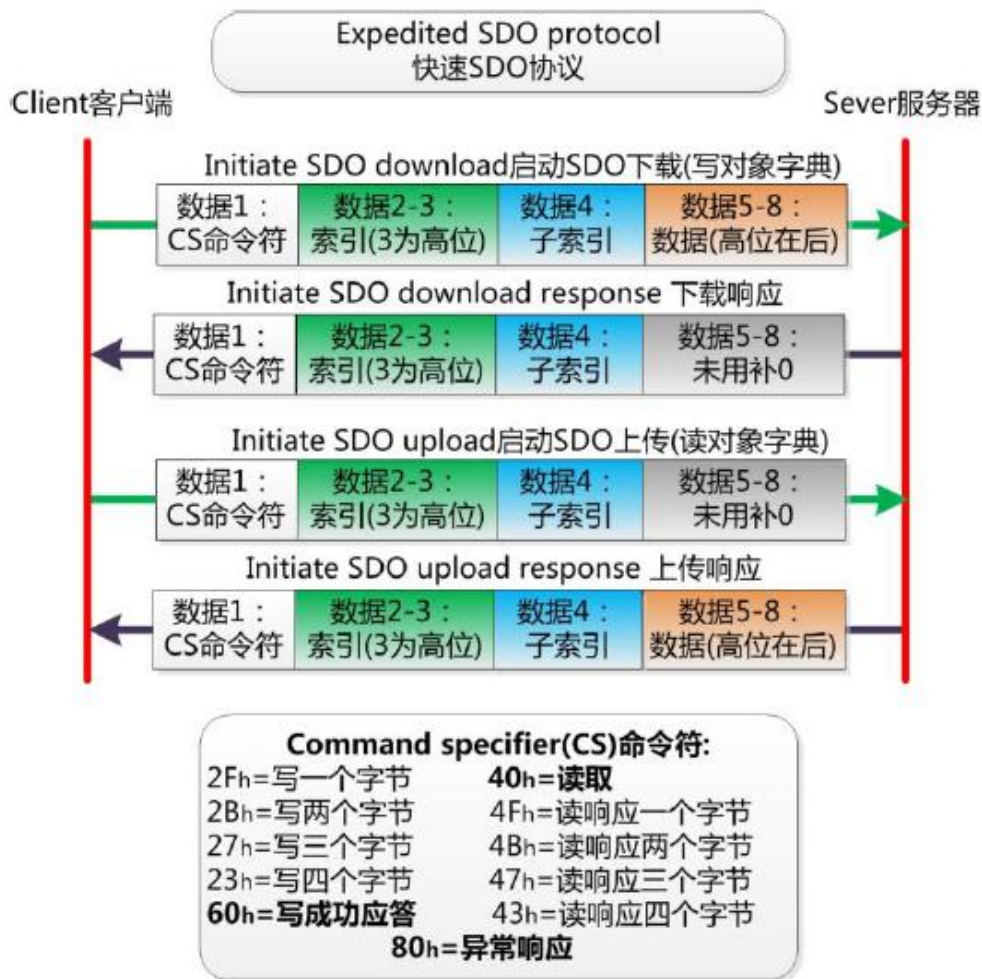 Expedited SDO protocol
快速SDO协议
Client客户端
Sever服务器
Initiate SDO download启动SDO下载(写对象字典)
数据1： 数据2-3： 数据4： 数据5-8：
CS命令符 索引(3为高位) 子索引 数据(高位在后)
Initiate SDO download response 下载响应
数据1： 数据2-3： 数据4： 数据5-8：
CS命令符 索引(3为高位) 子索引 未用补0
Initiate SDO upload启动SDO上传(读对象字典)
数据1： 数据2-3： 数据4： 数据5-8：
CS命令符 索引(3为高位) 子索引 未用补0
Initiate SDO upload response 上传响应
数据1： 数据2-3： 数据4： 数据5-8：
CS命令符 索引(3为高位) 子索引 数据(高位在后)
Command specifier(CS)命令符:
2Fh=写一个字节 40h=读取
2Bh=写两个字节 4Fh=读响应一个字节
27h=写三个字节 4Bh=读响应两个字节
23h=写四个字节 47h=读响应三个字节
60h=写成功应答 43h=读响应四个字节
80h=异常响应